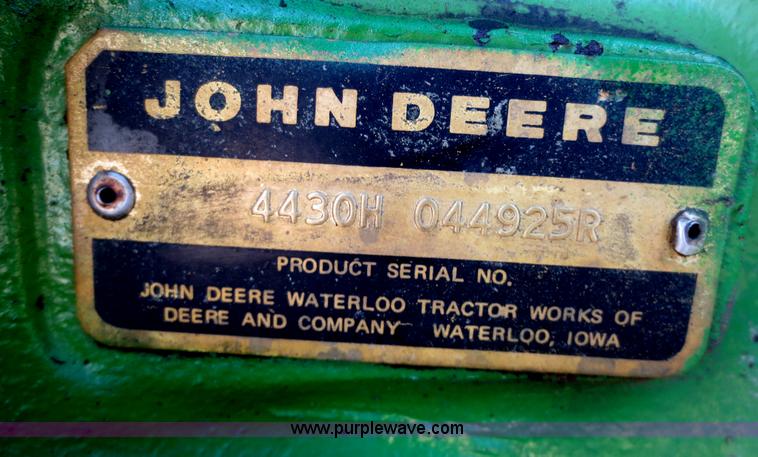 JOHN DEERE
4430H 044925R
PRODUCT SERIAL NO.
JOHN DEERE WATERLOO TRACTOR WORKS OF
DEERE AND COMPANY WATERLOO, IOWA
www.purplewave.com